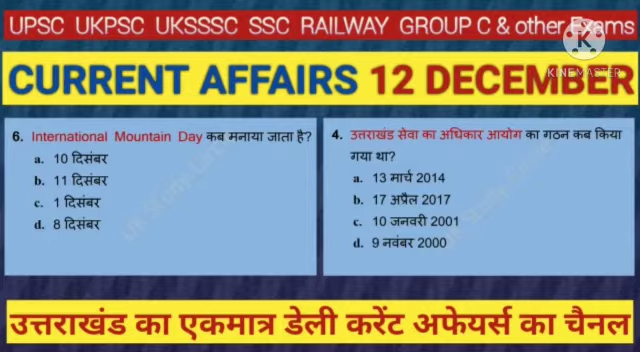 UPSC UKPSC UKSSSC SSC RAILWAY GROUP C & other Exams
KINEMASTER
CURRENT AFFAIRS 12 DECEMBER
6. International Mountain Day कब मनाया जाता है?
a. 10 दिसंबर
b. 11 दिसंबर
c. 1 दिसंबर
d. 8 दिसंबर
4. उत्तराखंड सेवा का अधिकार आयोग का गठन कब किया
गया था?
a. 13 मार्च 2014
b. 17 अप्रैल 2017
c. 10 जनवरी 2001
d. 9 नवंबर 2000
उत्तराखंड का एकमात्र डेली करेंट अफेयर्स का चैनल